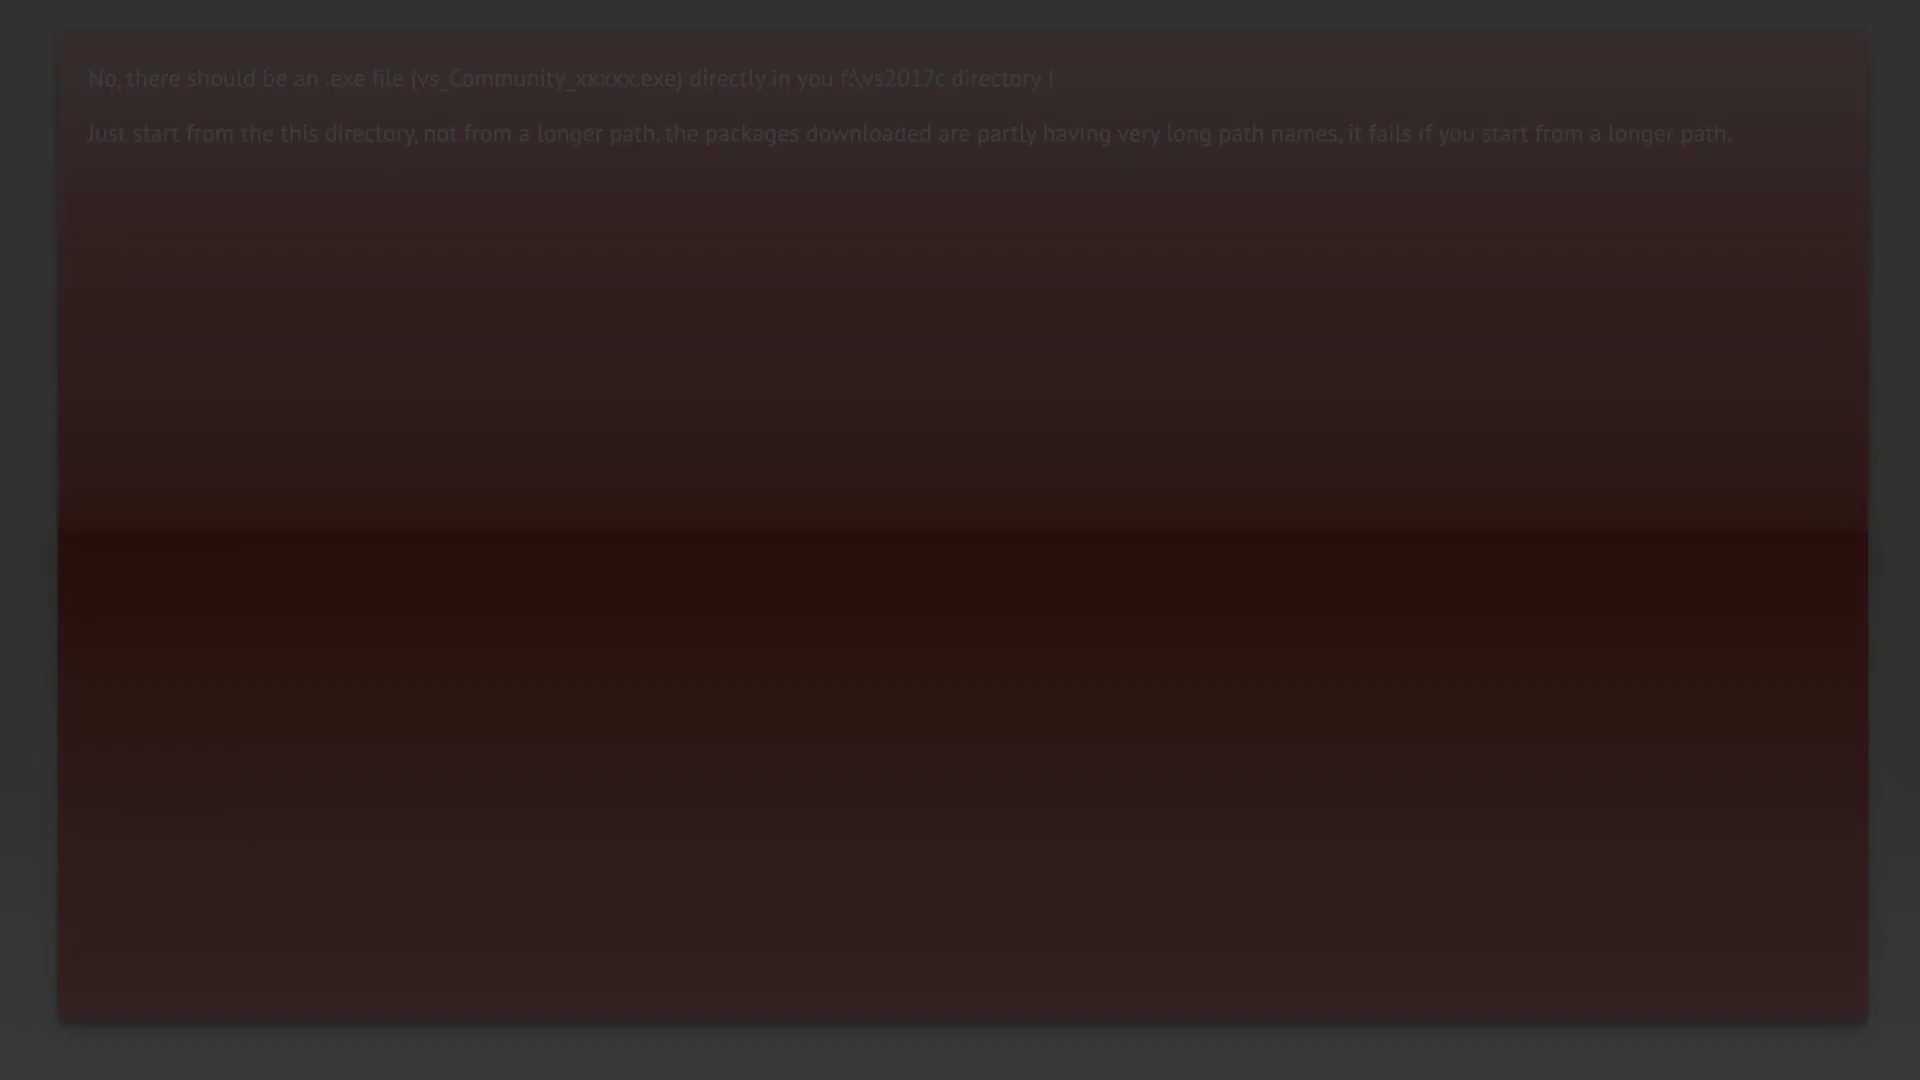 No, there should be an .exe file (vs_Community_xxxxx.exe) directly in you f:\vs2017c directory !
Just start from the this directory, not from a longer path, the packages downloaded are partly having very long path names, it fails if you start from a longer path.